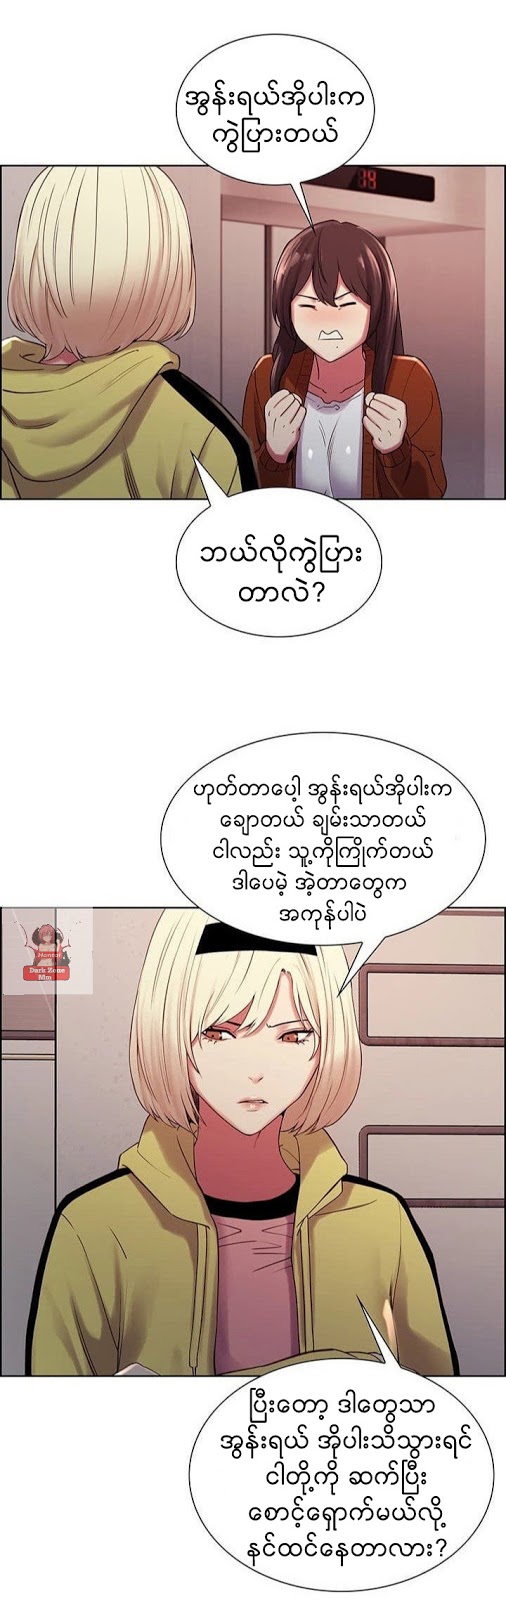 အွန်းရယ်အိုပါးက
ကွဲပြားတယ်
ဘယ်လိုကွဲပြား
တာလဲ?
ဟုတ်တာပေါ့ အွန်းရယ်အိုပါးက
ချောတယ် ချမ်းသာတယ်
ငါလည်း သူ့ကိုကြိုက်တယ်
ဒါပေမဲ့ အဲ့တာတွေက
အကုန်ပါပဲ
Hentai
Dark Zone
Mm
ပြီးတော့ ဒါတွေသာ
အွန်းရယ် အိုပါးသိသွားရင်
ငါတို့ကို ဆက်ပြီး
စောင့်ရှောက်မယ်လို့
နင်ထင်နေတာလား?